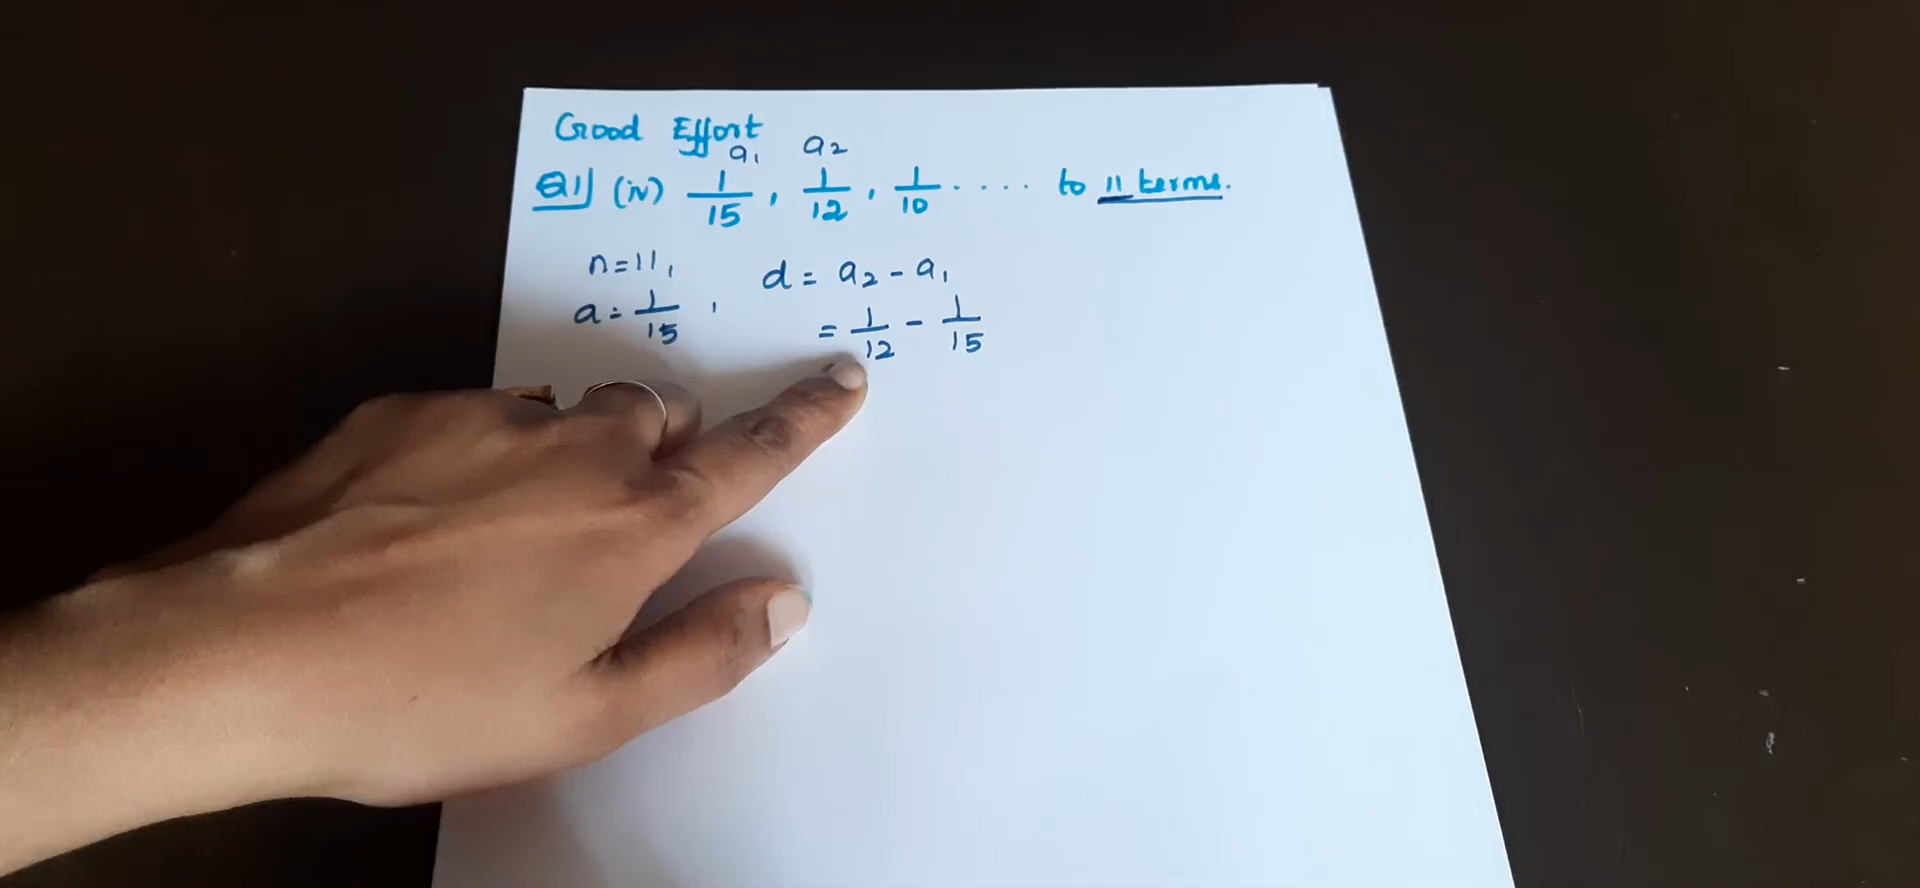 Good Effort
a₁ a₂
Q1) (iv) 1/15, 1/12, 1/10 .... to 11 terms.
n = 11,
a = 1/15,
d = a₂ - a₁
= 1/12 - 1/15